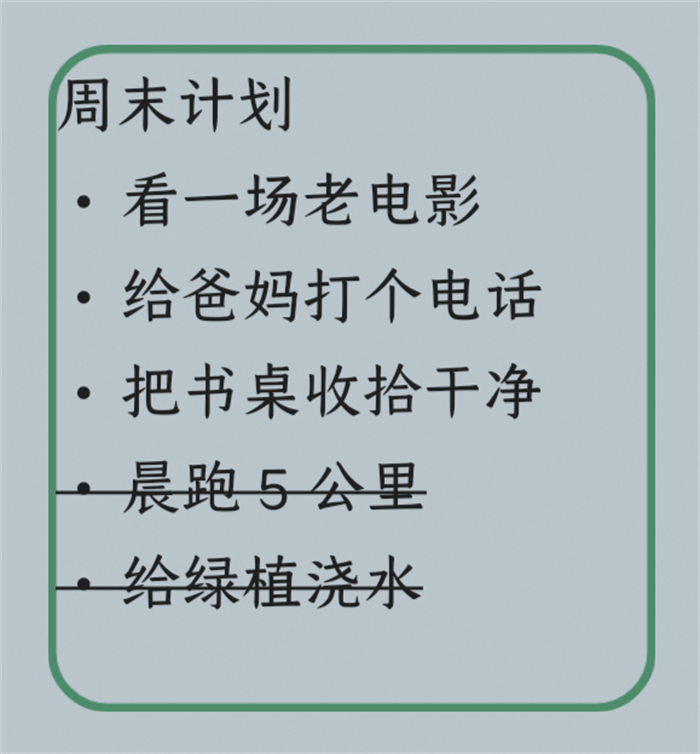 周末计划
• 看一场老电影
• 给爸妈打个电话
• 把书桌收拾干净
• 晨跑 5 公里
• 给绿植浇水